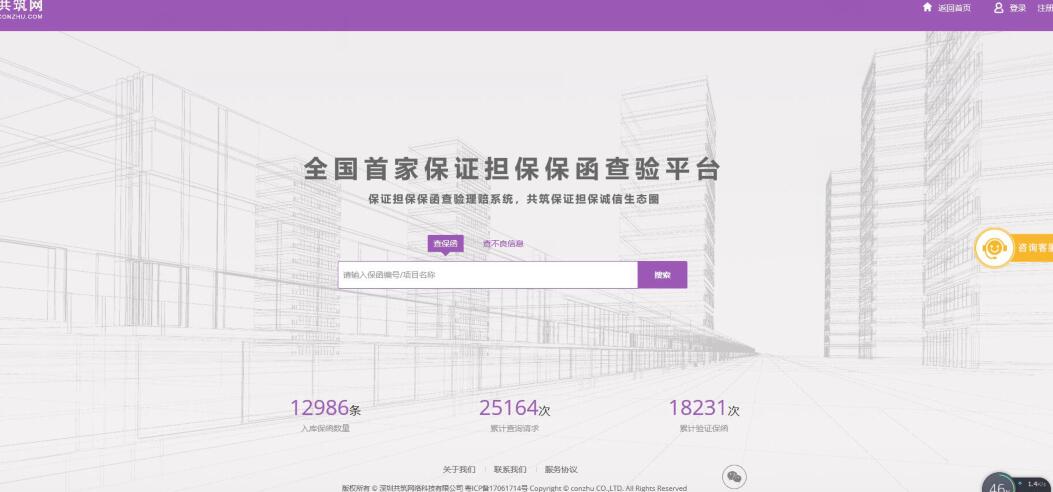 共筑网
CONZHU.COM
返回首页 登录 注册
全国首家保证担保保函查验平台
保证担保保函查验理赔系统，共筑保证担保诚信生态圈
查保函 查不良信息
请输入保函编号/项目名称 搜索
咨询客服
12986条 25164次 18231次
入库保函数量 累计查询请求 累计验证保函
关于我们 联系我们 服务协议
版权所有 © 深圳共筑网络科技有限公司 粤ICP备17061714号 Copyright © conzhu CO.,LTD. All Rights Reserved
46